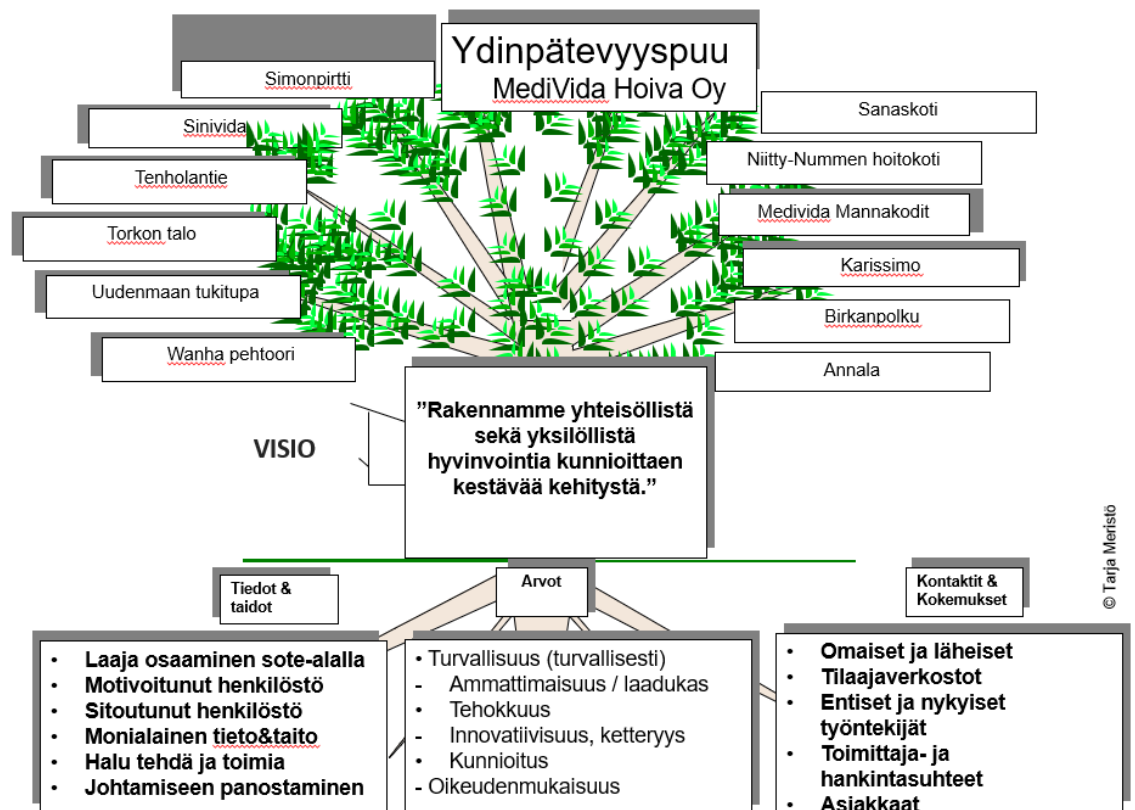 Ydinpätevyyspuu
MediVida Hoiva Oy
Simonpirtti
Sinivida
Tenholantie
Torkon talo
Uudenmaan tukitupa
Wanha pehtoori
Sanaskoti
Niitty-Nummen hoitokoti
Medivida Mannakodit
Karissimo
Birkanpolku
Annala
VISIO
”Rakennamme yhteisöllistä
sekä yksilöllistä
hyvinvointia kunnioittaen
kestävää kehitystä.”
© Tarja Meristö
Tiedot &
taidot
• Laaja osaaminen sote-alalla
• Motivoitunut henkilöstö
• Sitoutunut henkilöstö
• Monialainen tieto&taito
• Halu tehdä ja toimia
• Johtamiseen panostaminen
Arvot
• Turvallisuus (turvallisesti)
- Ammattimaisuus / laadukas
• Tehokkuus
- Innovatiivisuus, ketteryys
• Kunnioitus
- Oikeudenmukaisuus
Kontaktit &
Kokemukset
• Omaiset ja läheiset
• Tilaajaverkostot
• Entiset ja nykyiset
työntekijät
• Toimittaja- ja
hankintasuhteet
• Asiakkaat